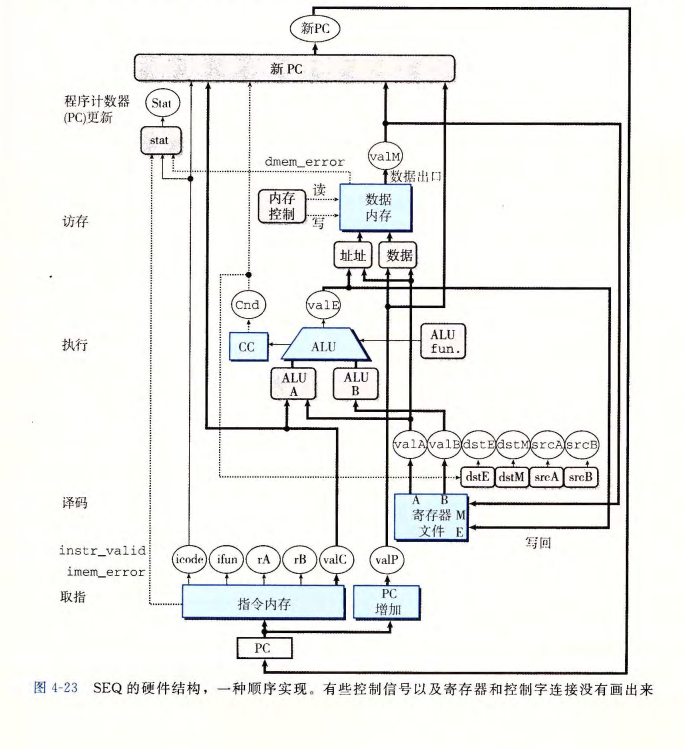 新PC
新 PC
程序计数器
(PC)更新
Stat
stat
dmem_error
valM
数据出口
读
内存
控制
写
数据
内存
访存
址址
数据
Cnd
valE
CC
ALU
ALU
fun.
执行
ALU
A
ALU
B
valA
valB
dstE
dstM
srcA
srcB
dstE
dstM
srcA
srcB
A B
寄存器 M
文件 E
译码
写回
instr_valid
imem_error
icode
ifun
rA
rB
valC
valP
取指
指令内存
PC
增加
PC
图 4-23 SEQ 的硬件结构，一种顺序实现。有些控制信号以及寄存器和控制字连接没有画出来